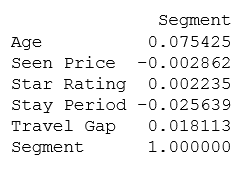 Segment
Age 0.075425
Seen Price -0.002862
Star Rating 0.002235
Stay Period -0.025639
Travel Gap 0.018113
Segment 1.000000